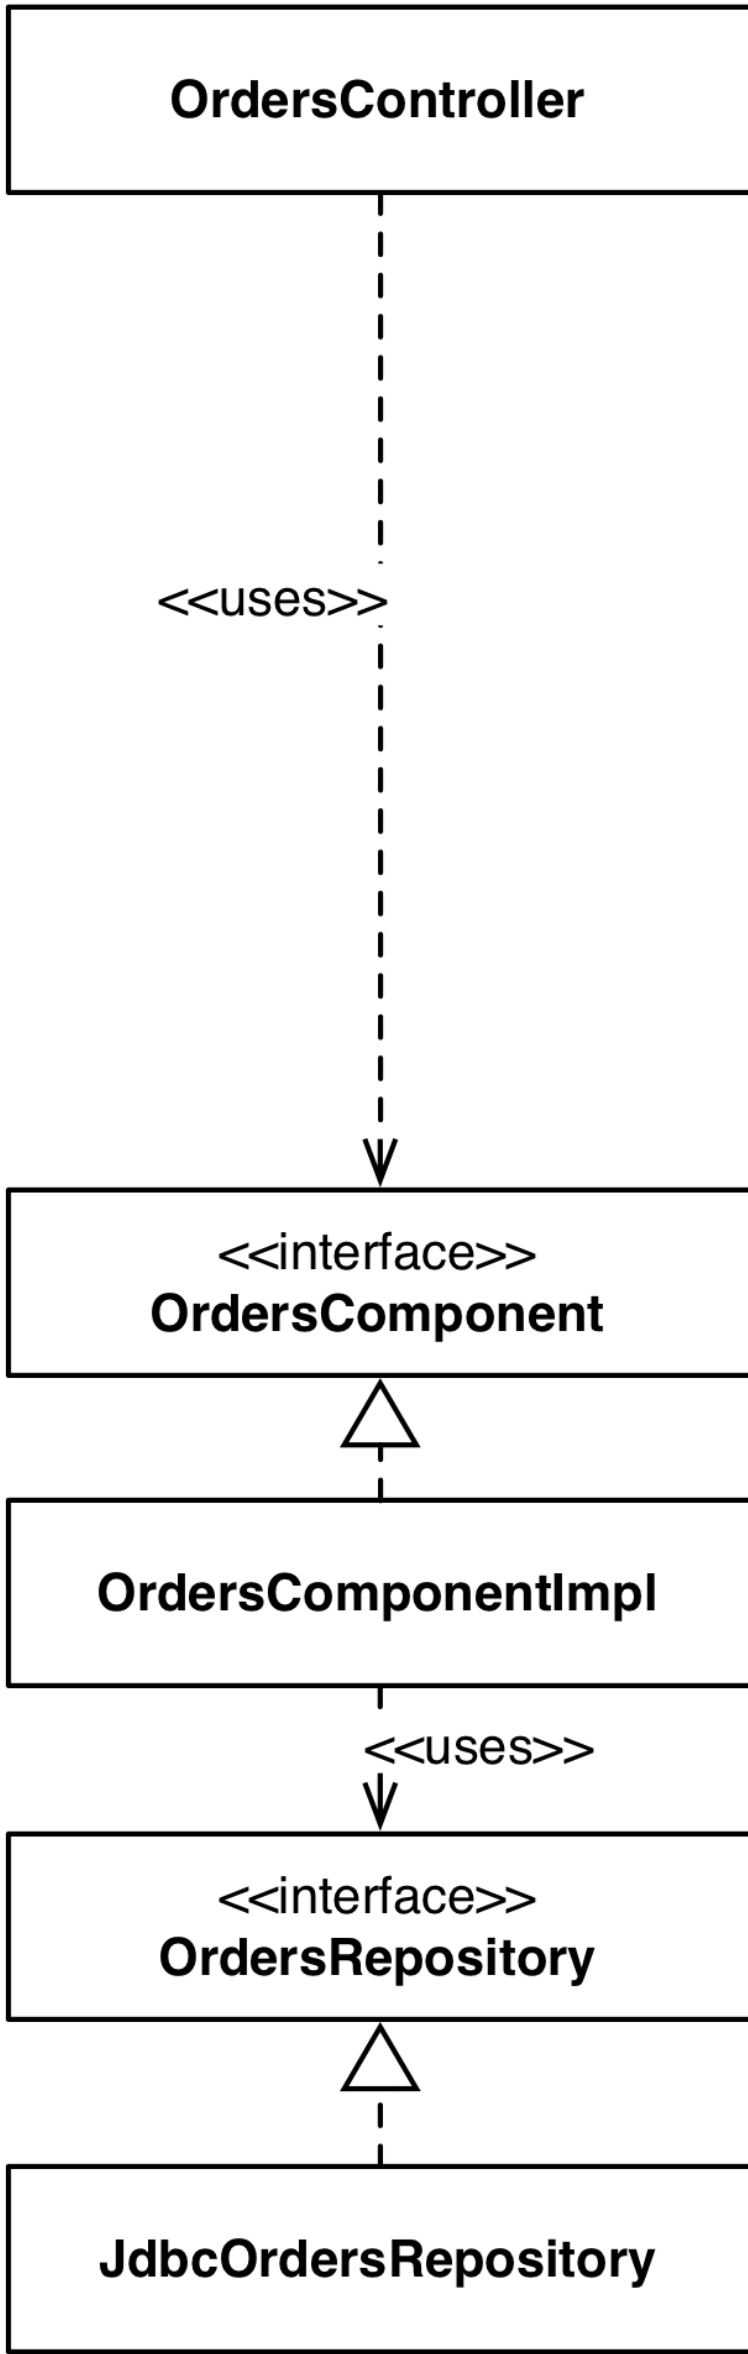 OrdersController
<<uses>>
<<interface>>
OrdersComponent
OrdersComponentImpl
<<uses>>
<<interface>>
OrdersRepository
JdbcOrdersRepository